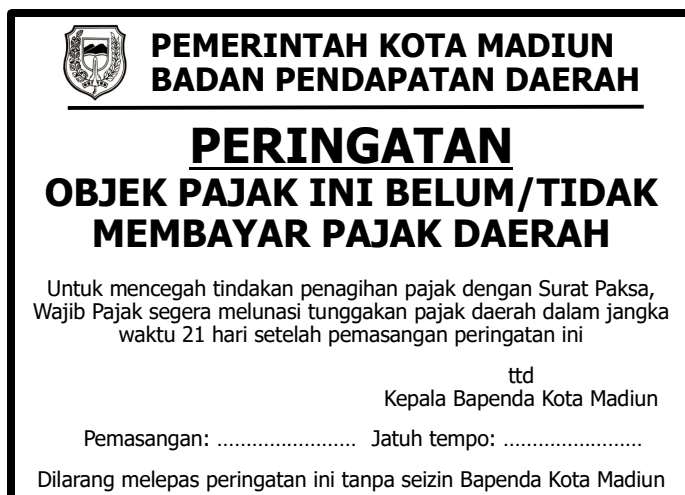 PEMERINTAH KOTA MADIUN
BADAN PENDAPATAN DAERAH
PERINGATAN
OBJEK PAJAK INI BELUM/TIDAK
MEMBAYAR PAJAK DAERAH
Untuk mencegah tindakan penagihan pajak dengan Surat Paksa,
Wajib Pajak segera melunasi tunggakan pajak daerah dalam jangka
waktu 21 hari setelah pemasangan peringatan ini
ttd
Kepala Bapenda Kota Madiun
Pemasangan: ........................ Jatuh tempo: ........................
Dilarang melepas peringatan ini tanpa seizin Bapenda Kota Madiun